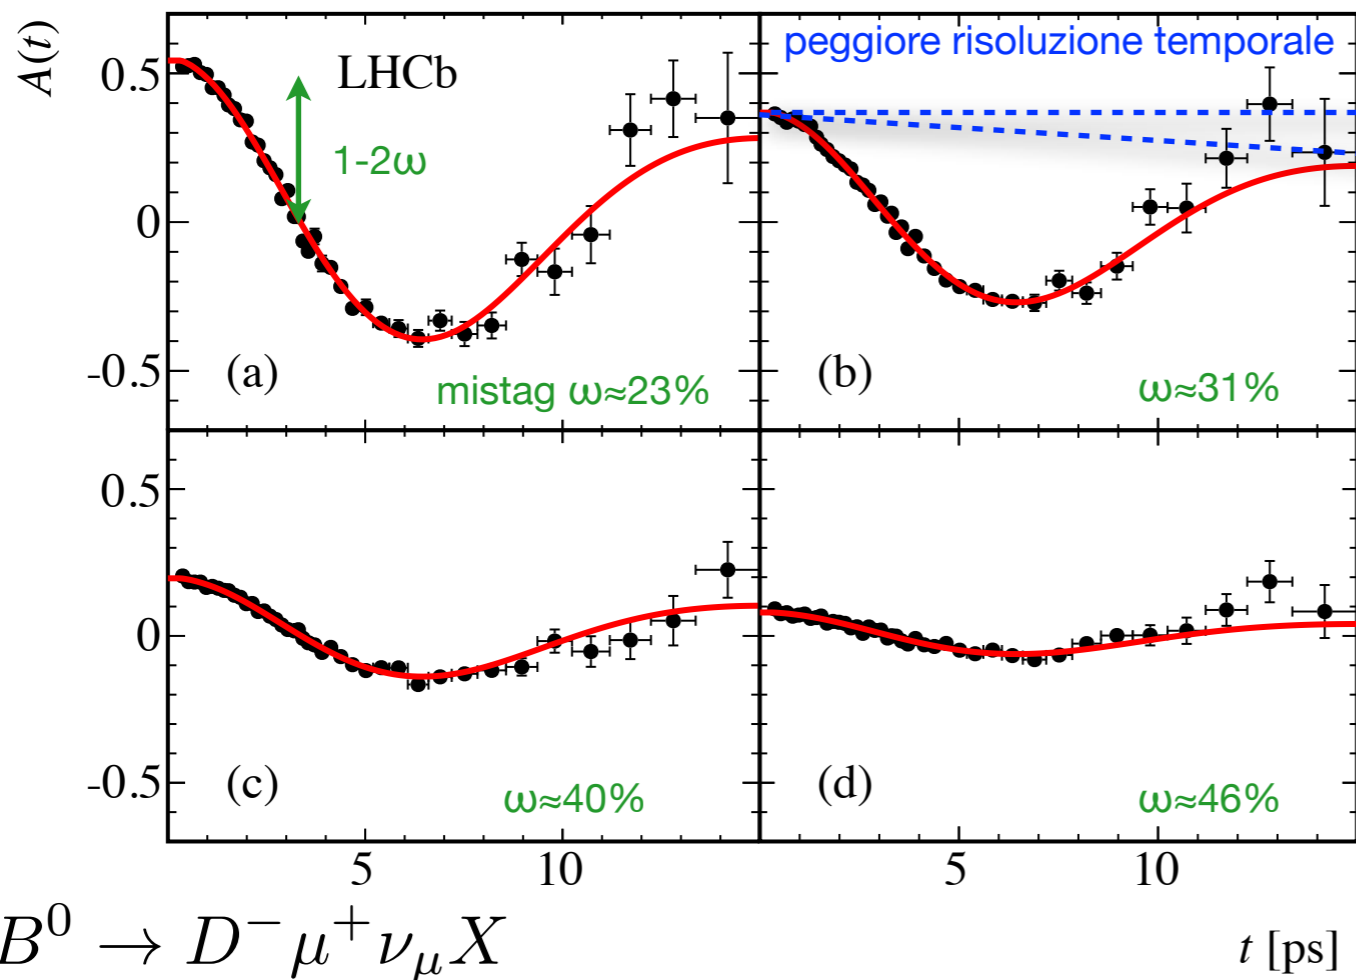 A(t)
0.5
0
-0.5
LHCb
1-2ω
(a)
mistag ω≈23%
peggiore risoluzione temporale
(b)
ω≈31%
0.5
0
-0.5
(c)
ω≈40%
(d)
ω≈46%
5 10 5 10
B⁰ → D⁻ μ⁺ ν_μ X
t [ps]